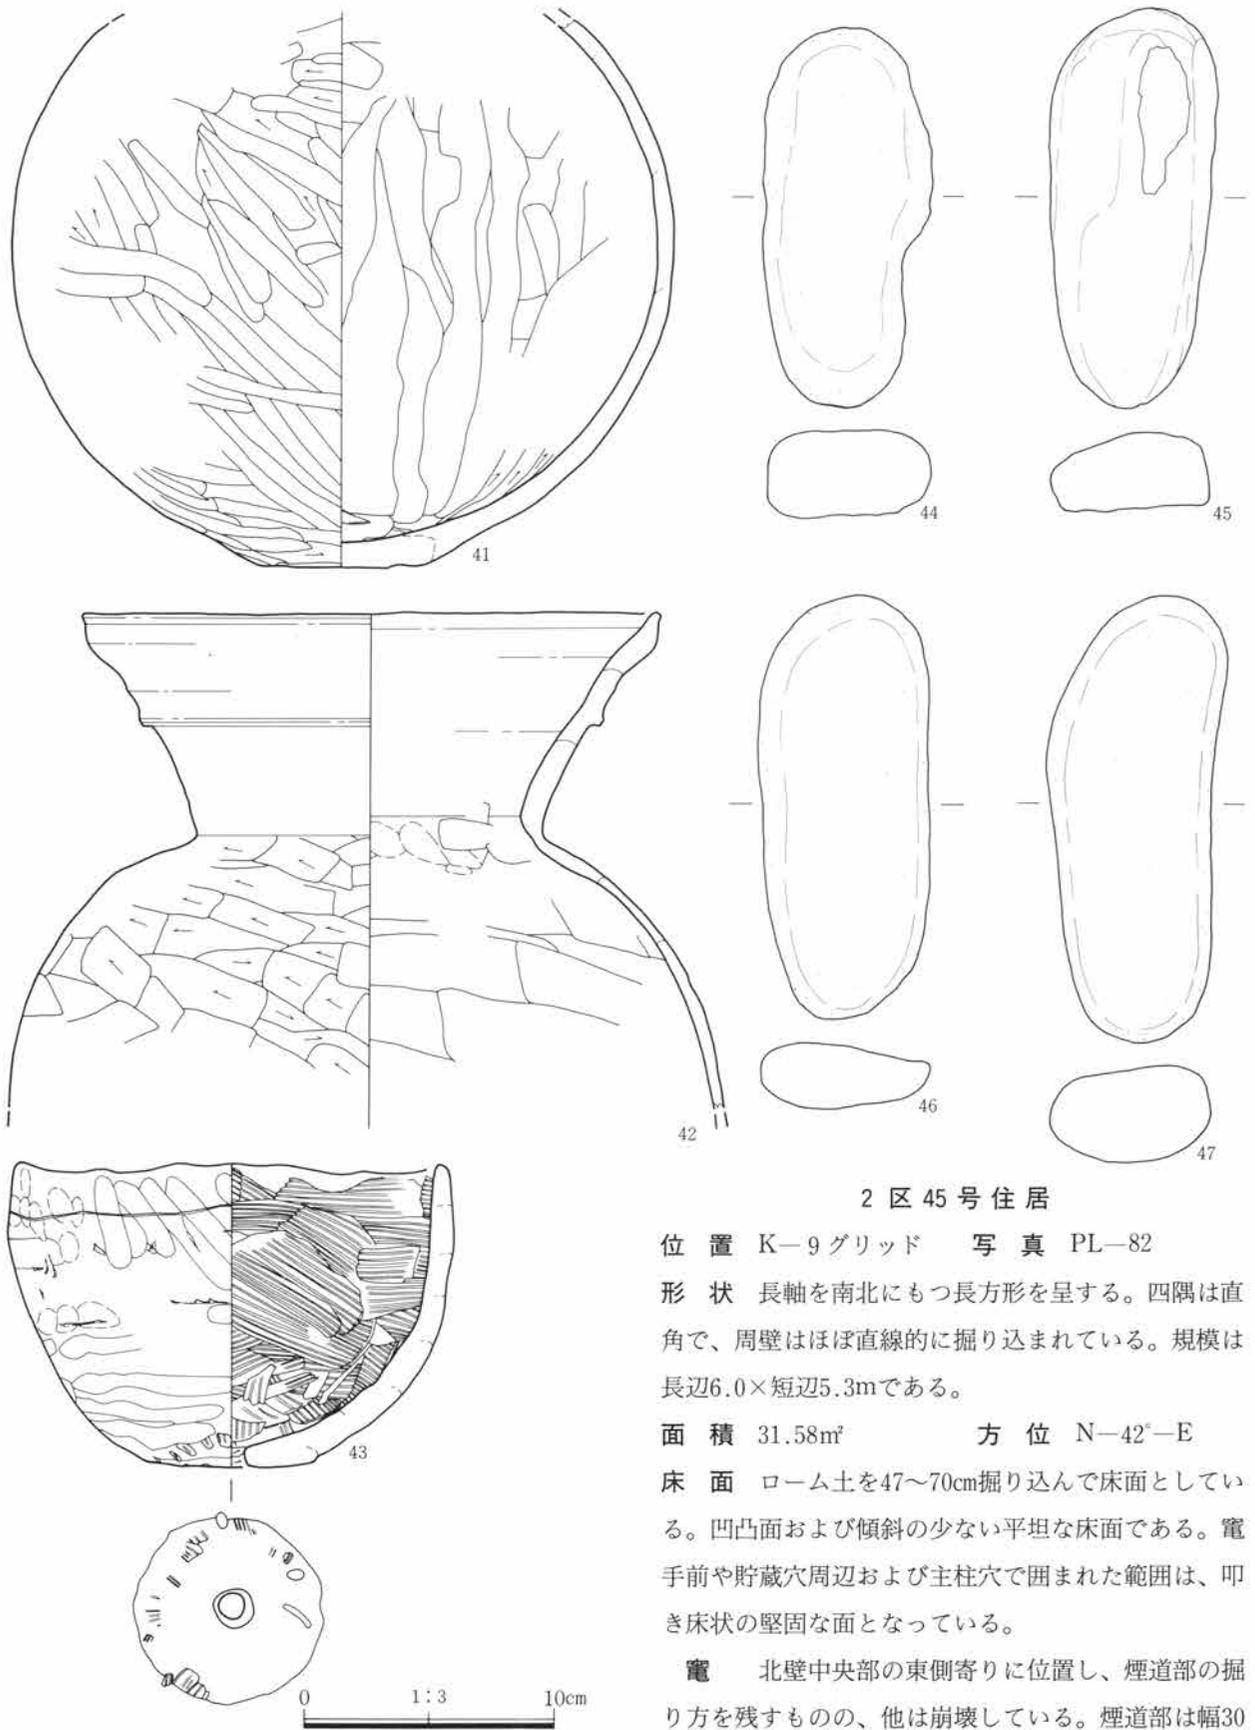 41
44
45
42
46
47
43
0 1:3 10cm
2区45号住居
位置 K—9グリッド 写真 PL—82
形状 長軸を南北にもつ長方形を呈する。四隅は直
角で、周壁はほぼ直線的に掘り込まれている。規模は
長辺6.0×短辺5.3mである。
面積 31.58㎡ 方位 N—42°—E
床面 ローム土を47〜70㎝掘り込んで床面としてい
る。凹凸面および傾斜の少ない平坦な床面である。竃
手前や貯蔵穴周辺および主柱穴で囲まれた範囲は、叩
き床状の堅固な面となっている。
竃 北壁中央部の東側寄りに位置し、煙道部の掘
り方を残すものの、他は崩壊している。煙道部は幅30